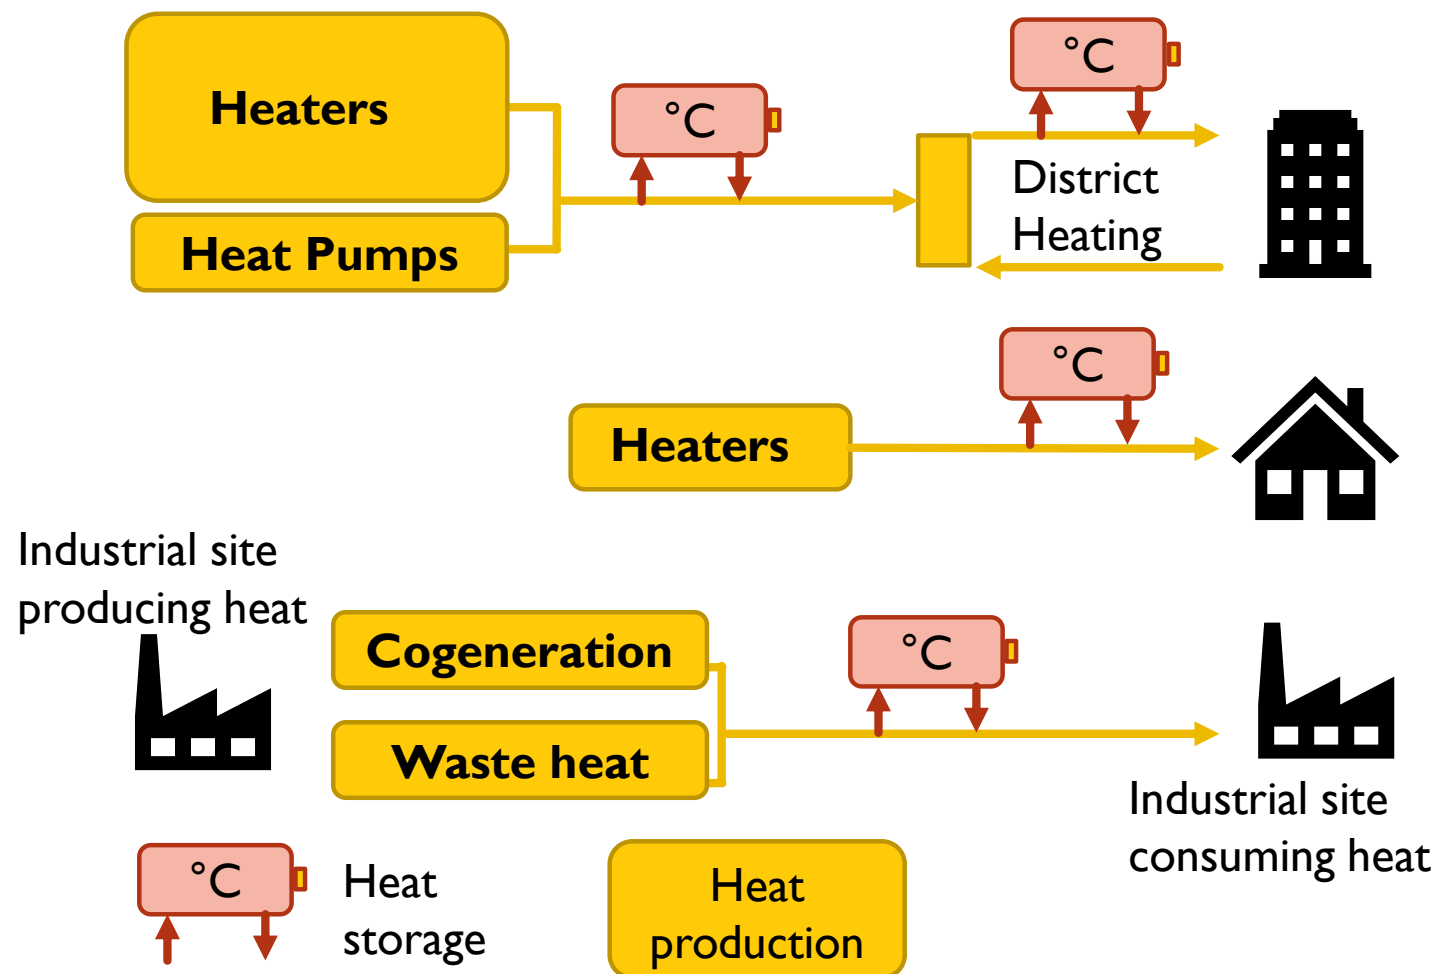 Heaters
°C
°C
District
Heating
Heat Pumps
°C
Heaters
Industrial site
producing heat
Cogeneration
°C
Waste heat
Industrial site
consuming heat
°C
Heat
storage
Heat
production